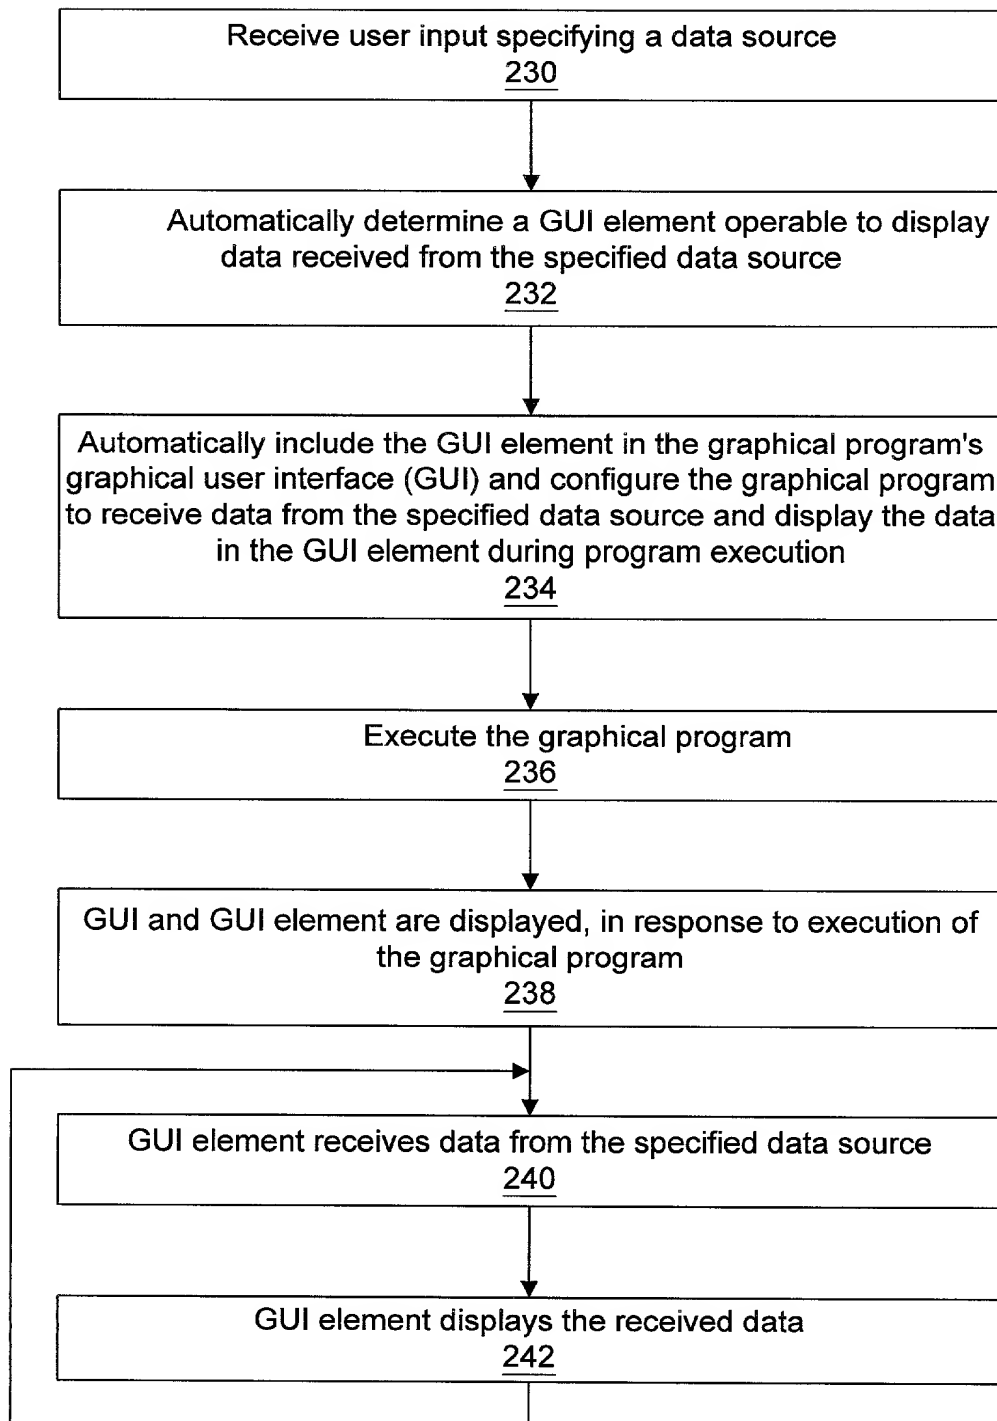 Receive user input specifying a data source
230
Automatically determine a GUI element operable to display
data received from the specified data source
232
Automatically include the GUI element in the graphical program's
graphical user interface (GUI) and configure the graphical program
to receive data from the specified data source and display the data
in the GUI element during program execution
234
Execute the graphical program
236
GUI and GUI element are displayed, in response to execution of
the graphical program
238
GUI element receives data from the specified data source
240
GUI element displays the received data
242